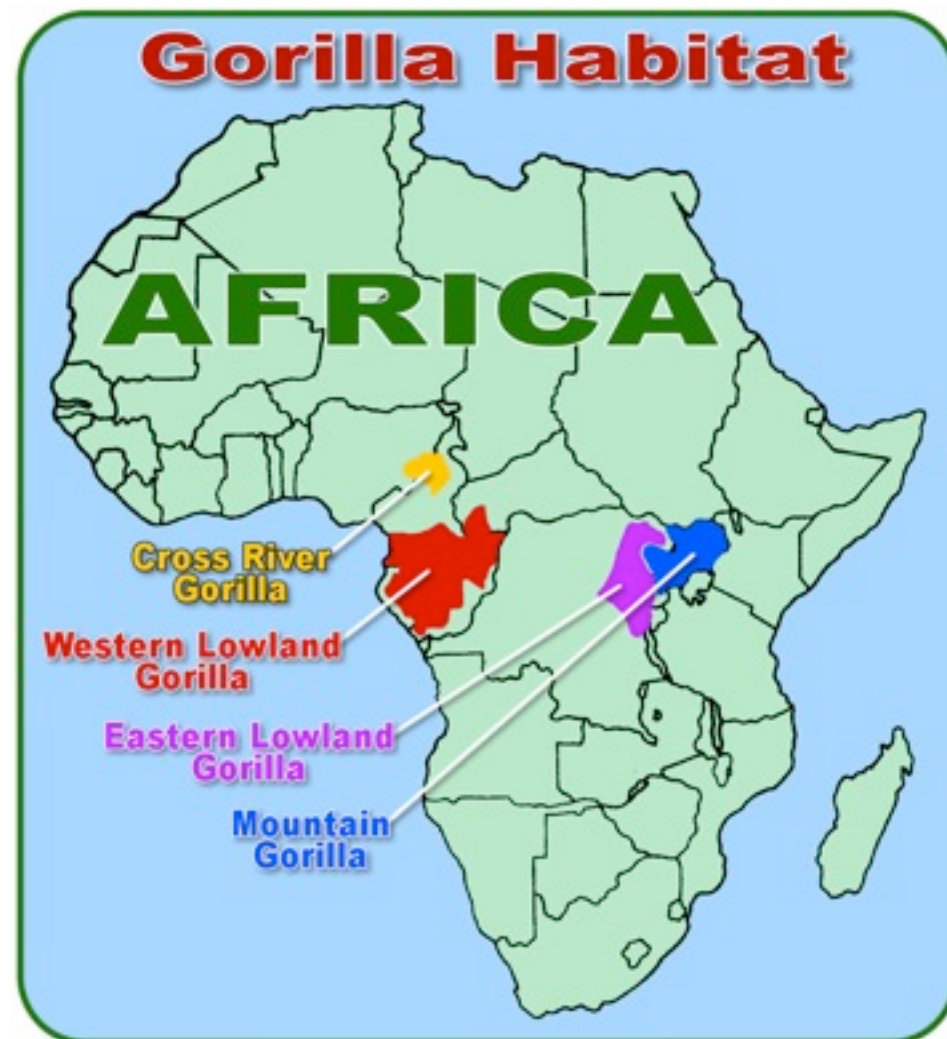 Gorilla Habitat
AFRICA
Cross River
Gorilla
Western Lowland
Gorilla
Eastern Lowland
Gorilla
Mountain
Gorilla